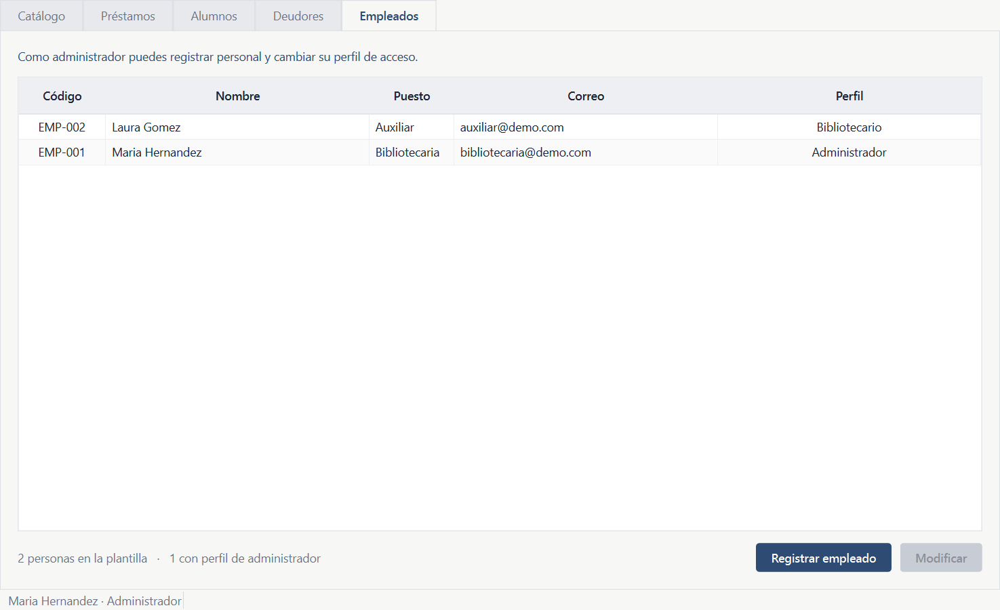 Catálogo Préstamos Alumnos Deudores Empleados
Como administrador puedes registrar personal y cambiar su perfil de acceso.
Código Nombre Puesto Correo Perfil
EMP-002 Laura Gomez Auxiliar auxiliar@demo.com Bibliotecario
EMP-001 Maria Hernandez Bibliotecaria bibliotecaria@demo.com Administrador
2 personas en la plantilla · 1 con perfil de administrador Registrar empleado Modificar
Maria Hernandez · Administrador